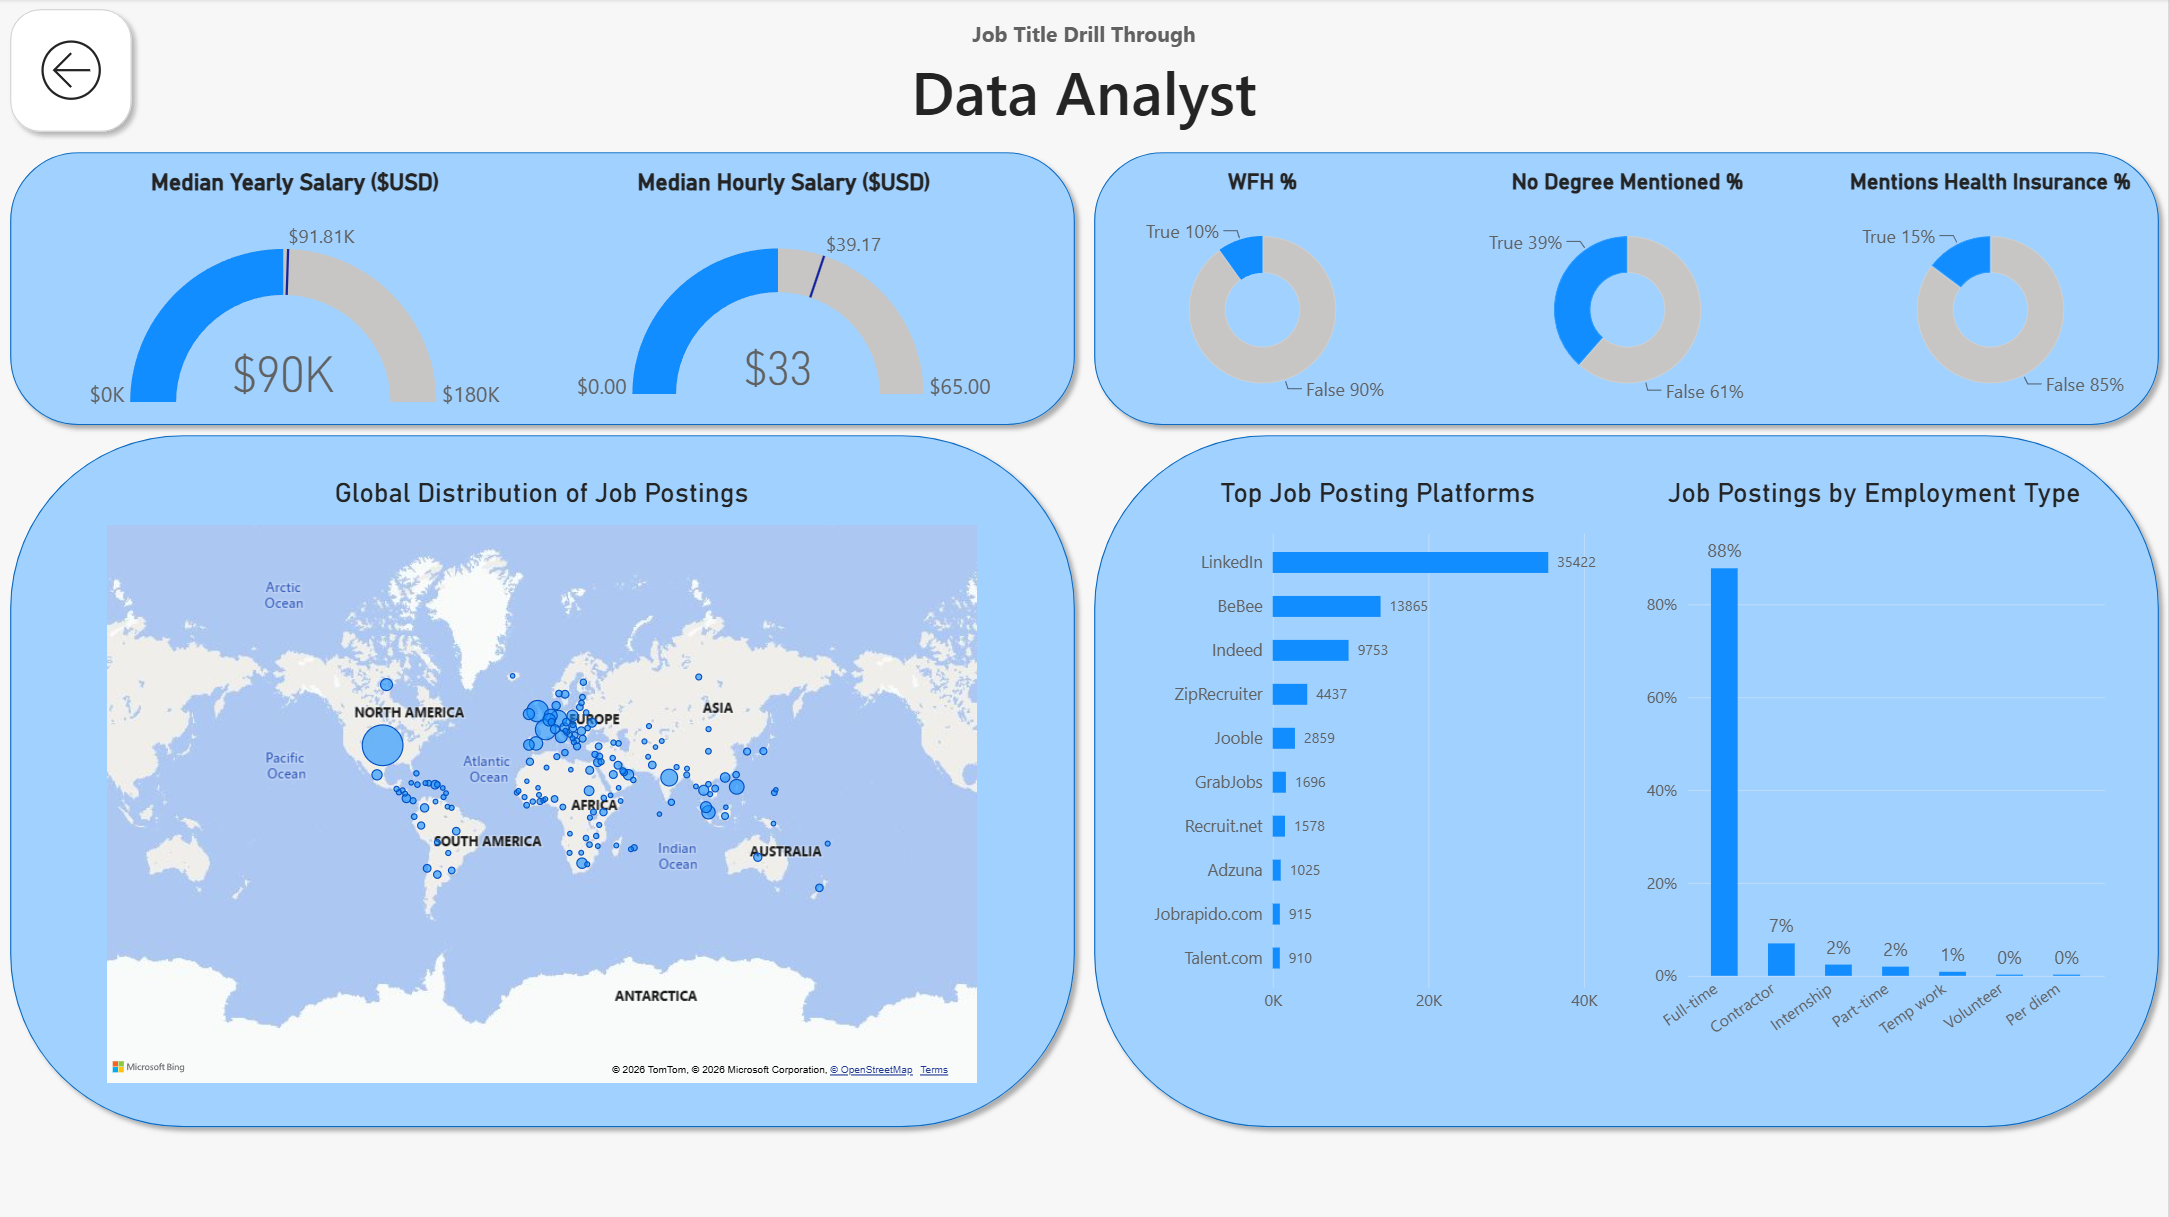 Job Title Drill Through
Data Analyst
Median Yearly Salary ($USD)
$91.81K
$90K
$0K
$180K
Median Hourly Salary ($USD)
$39.17
$33
$0.00
$65.00
WFH %
True 10%
False 90%
No Degree Mentioned %
True 39%
False 61%
Mentions Health Insurance %
True 15%
False 85%
Global Distribution of Job Postings
Arctic
Ocean
NORTH AMERICA
EUROPE
ASIA
Pacific
Ocean
Atlantic
Ocean
AFRICA
SOUTH AMERICA
Indian
Ocean
AUSTRALIA
ANTARCTICA
Microsoft Bing
© 2026 TomTom, © 2026 Microsoft Corporation, © OpenStreetMap Terms
Top Job Posting Platforms
LinkedIn 35422
BeBee 13865
Indeed 9753
ZipRecruiter 4437
Jooble 2859
GrabJobs 1696
Recruit.net 1578
Adzuna 1025
Jobrapido.com 915
Talent.com 910
0K 20K 40K
Job Postings by Employment Type
88%
80%
60%
40%
20%
0%
7%
2%
2%
1%
0%
0%
Full-time
Contractor
Internship
Part-time
Temp work
Volunteer
Per diem